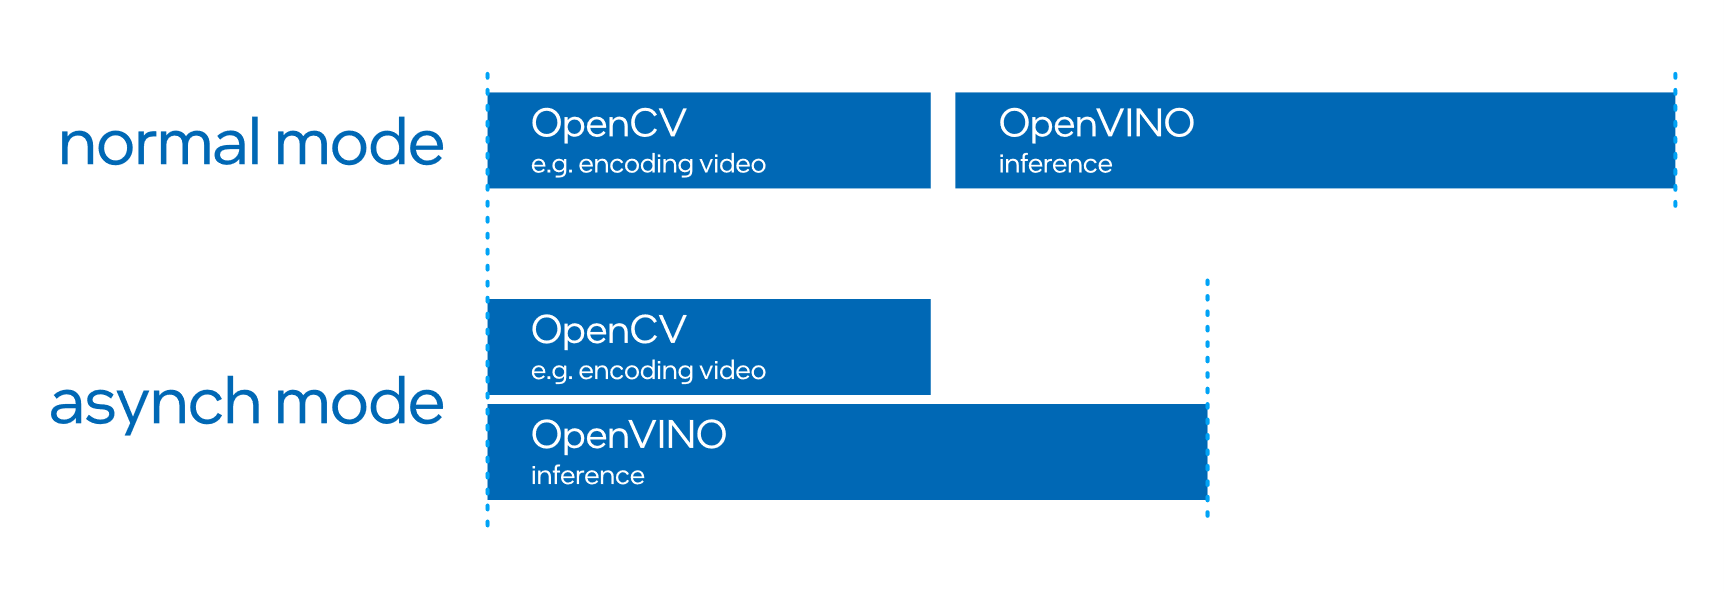 normal mode
OpenCV
e.g. encoding video
OpenVINO
inference
asynch mode
OpenCV
e.g. encoding video
OpenVINO
inference